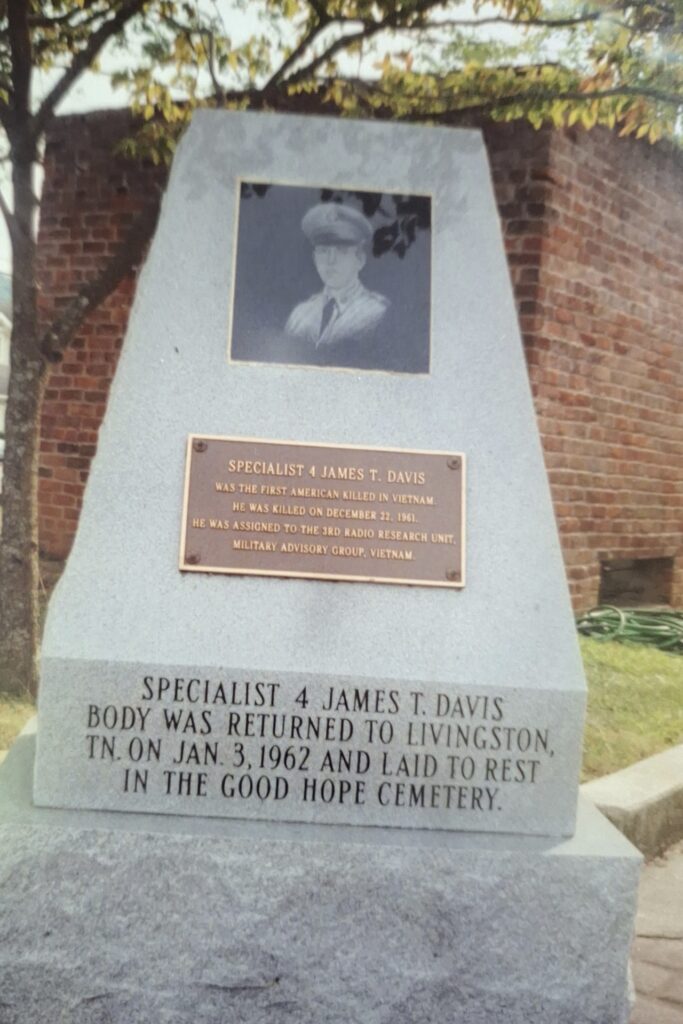 SPECIALIST 4 JAMES T. DAVIS
WAS THE FIRST AMERICAN KILLED IN VIETNAM.
HE WAS KILLED ON DECEMBER 22, 1961.
HE WAS ASSIGNED TO THE 3RD RADIO RESEARCH UNIT,
MILITARY ADVISORY GROUP, VIETNAM.
SPECIALIST 4 JAMES T. DAVIS
BODY WAS RETURNED TO LIVINGSTON,
TN. ON JAN. 3, 1962 AND LAID TO REST
IN THE GOOD HOPE CEMETERY.